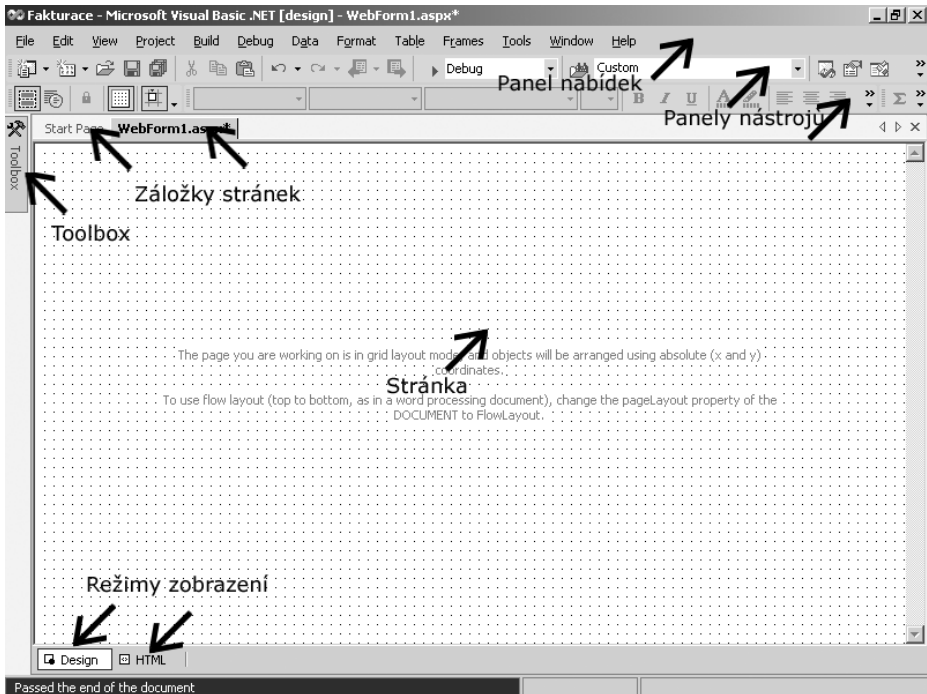 Fakturace - Microsoft Visual Basic .NET [design] - WebForm1.aspx*
File Edit View Project Build Debug Data Format Table Frames Tools Window Help
Debug Custom
Panel nabídek
B I U A Σ
Panely nástrojů
Start Page WebForm1.aspx*
Toolbox
Záložky stránek
Toolbox
The page you are working on is in grid layout mode, and objects will be arranged using absolute (x and y)
coordinates.
Stránka
To use flow layout (top to bottom, as in a word processing document), change the pageLayout property of the
DOCUMENT to FlowLayout.
Režimy zobrazení
Design HTML
Passed the end of the document